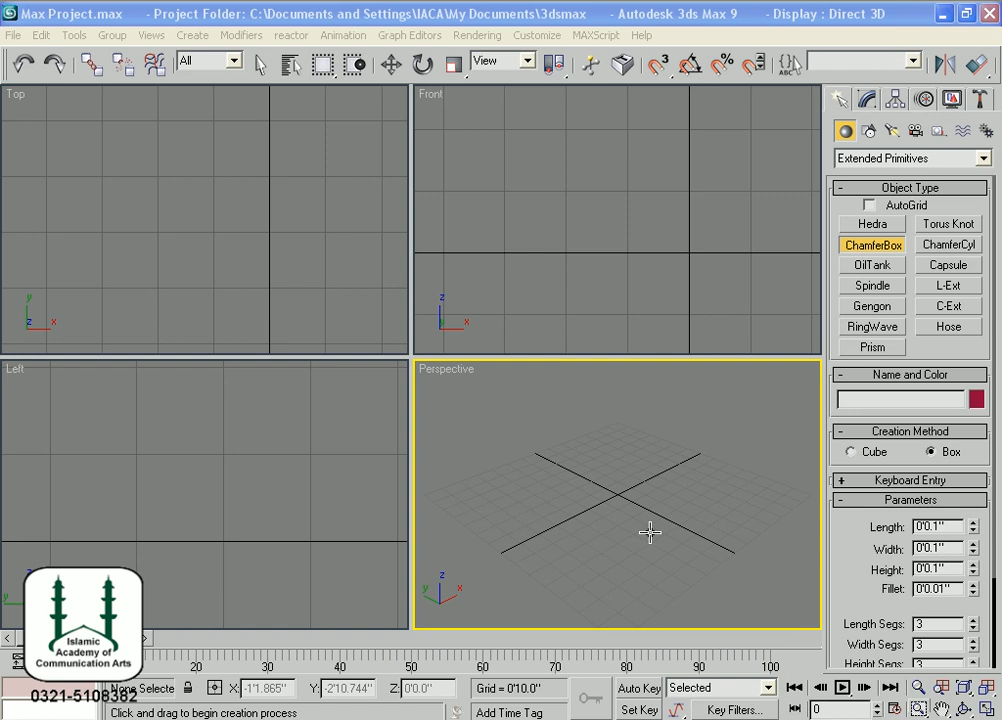 Max Project.max - Project Folder: C:\Documents and Settings\IACA\My Documents\3dsmax - Autodesk 3ds Max 9 - Display : Direct 3D
File Edit Tools Group Views Create Modifiers reactor Animation Graph Editors Rendering Customize MAXScript Help
All View 3 % ABC
Top
Front
Extended Primitives
- Object Type
AutoGrid
Hedra Torus Knot
ChamferBox ChamferCyl
OilTank Capsule
Spindle L-Ext
Gengon C-Ext
RingWave Hose
Prism
y
z x
z
y x
Left
Perspective
- Name and Color
- Creation Method
Cube Box
+ Keyboard Entry
- Parameters
Length: 0'0.1"
Width: 0'0.1"
Height: 0'0.1"
Fillet: 0'0.01"
Length Segs: 3
Width Segs: 3
Height Segs: 3
z
y x
y
Islamic
Academy of
Communication Arts
0321-5108382
20 30 40 50 60 70 80 90 100
None Selecte X: -1'1.865" Y: -2'10.744" Z: 0'0.0" Grid = 0'10.0" Auto Key Selected
Click and drag to begin creation process Add Time Tag Set Key Key Filters... 0